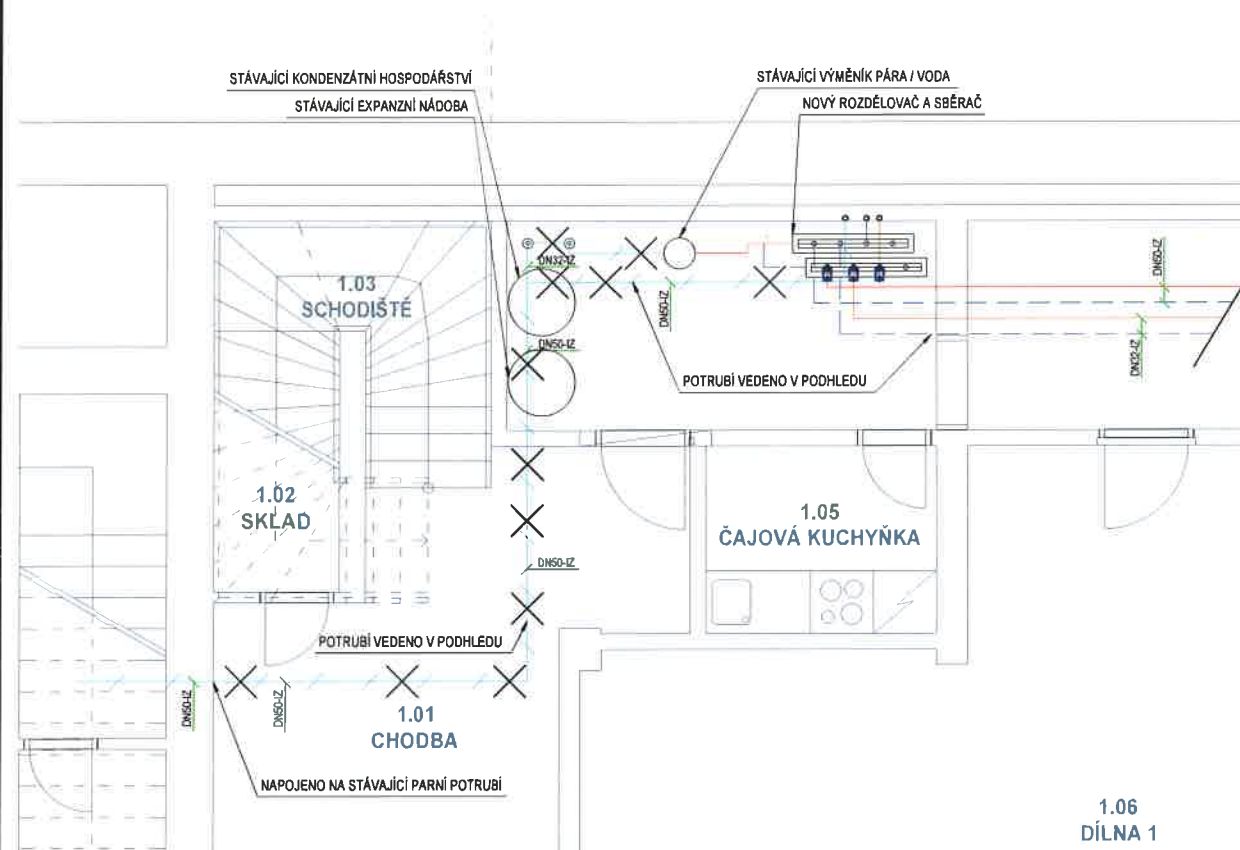 STÁVAJÍCÍ KONDENZÁTNÍ HOSPODÁŘSTVÍ
STÁVAJÍCÍ EXPANZNÍ NÁDOBA
STÁVAJÍCÍ VÝMĚNÍK PÁRA / VODA
NOVÝ ROZDĚLOVAČ A SBĚRAČ
DN32-IZ
DN50-IZ
DN50-IZ
DN50-IZ
DN32-IZ
1.03
SCHODIŠTĚ
POTRUBÍ VEDENO V PODHLEDU
1.02
SKLAD
1.05
ČAJOVÁ KUCHYŇKA
DN50-IZ
POTRUBÍ VEDENO V PODHLEDU
DN50-IZ
DN50-IZ
1.01
CHODBA
NAPOJENO NA STÁVAJÍCÍ PARNÍ POTRUBÍ
1.06
DÍLNA 1